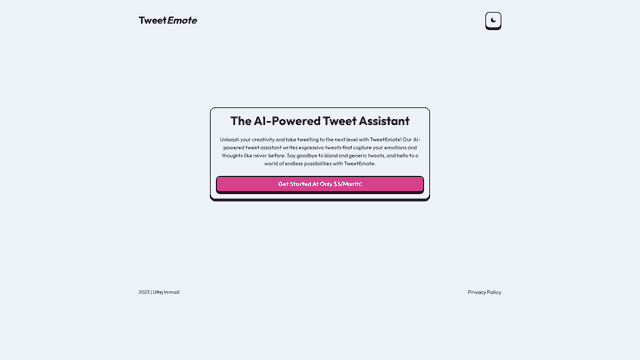 TweetEmote
The AI-Powered Tweet Assistant
Unleash your creativity and take tweeting to the next level with TweetEmote! Our AI-
powered tweet assistant writes expressive tweets that capture your emotions and
thoughts like never before. Say goodbye to bland and generic tweets, and hello to a
world of endless possibilities with TweetEmote.
Get Started At Only $5/Month!
2023 | Uttej Immadi
Privacy Policy